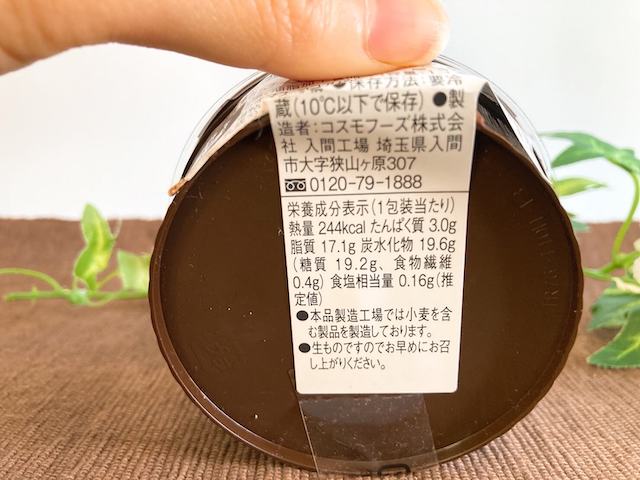 ●保存方法:要冷
蔵(10℃以下で保存) ●製
造者:コスモフーズ株式会
社 入間工場 埼玉県入間
市大字狭山ヶ原307
0120-79-1888
栄養成分表示(1包装当たり)
熱量 244kcal たんぱく質 3.0g
脂質 17.1g 炭水化物 19.6g
(糖質 19.2g、食物繊維
0.4g) 食塩相当量 0.16g(推
定値)
●本品製造工場では小麦を含
む製品を製造しております。
●生ものですのでお早めにお召
し上がりください。